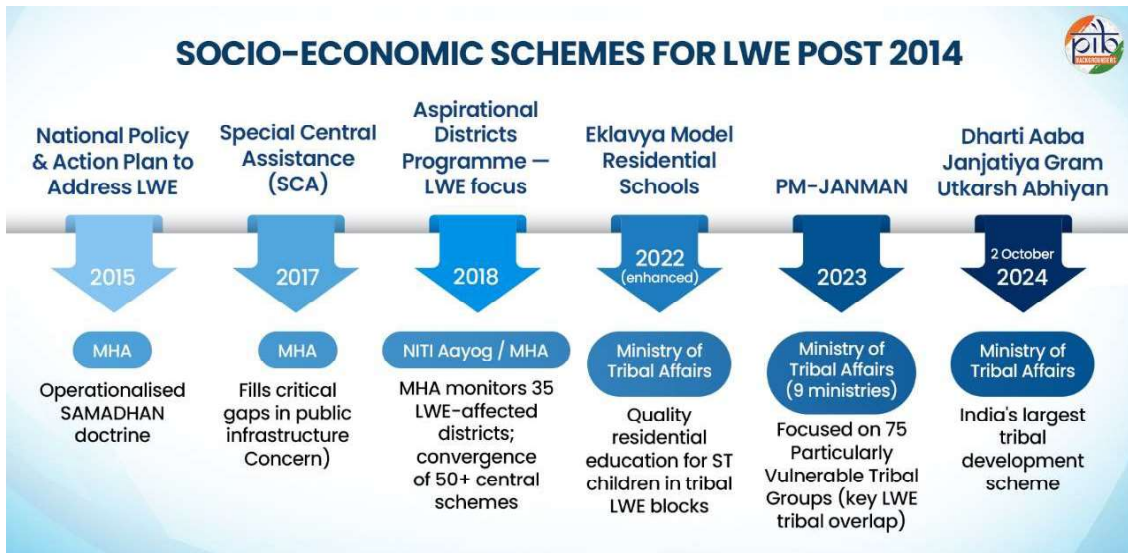 SOCIO-ECONOMIC SCHEMES FOR LWE POST 2014
pib
BACKGROUNDERS
National Policy
& Action Plan to
Address LWE
2015
MHA
Operationalised
SAMADHAN
doctrine
Special Central
Assistance
(SCA)
2017
MHA
Fills critical
gaps in public
infrastructure
Concern)
Aspirational
Districts
Programme —
LWE focus
2018
NITI Aayog / MHA
MHA monitors 35
LWE-affected
districts;
convergence
of 50+ central
schemes
Eklavya Model
Residential
Schools
2022
(enhanced)
Ministry of
Tribal Affairs
Quality
residential
education for ST
children in tribal
LWE blocks
PM-JANMAN
2023
Ministry of
Tribal Affairs
(9 ministries)
Focused on 75
Particularly
Vulnerable Tribal
Groups (key LWE
tribal overlap)
Dharti Aaba
Janjatiya Gram
Utkarsh Abhiyan
2 October
2024
Ministry of
Tribal Affairs
India's largest
tribal
development
scheme